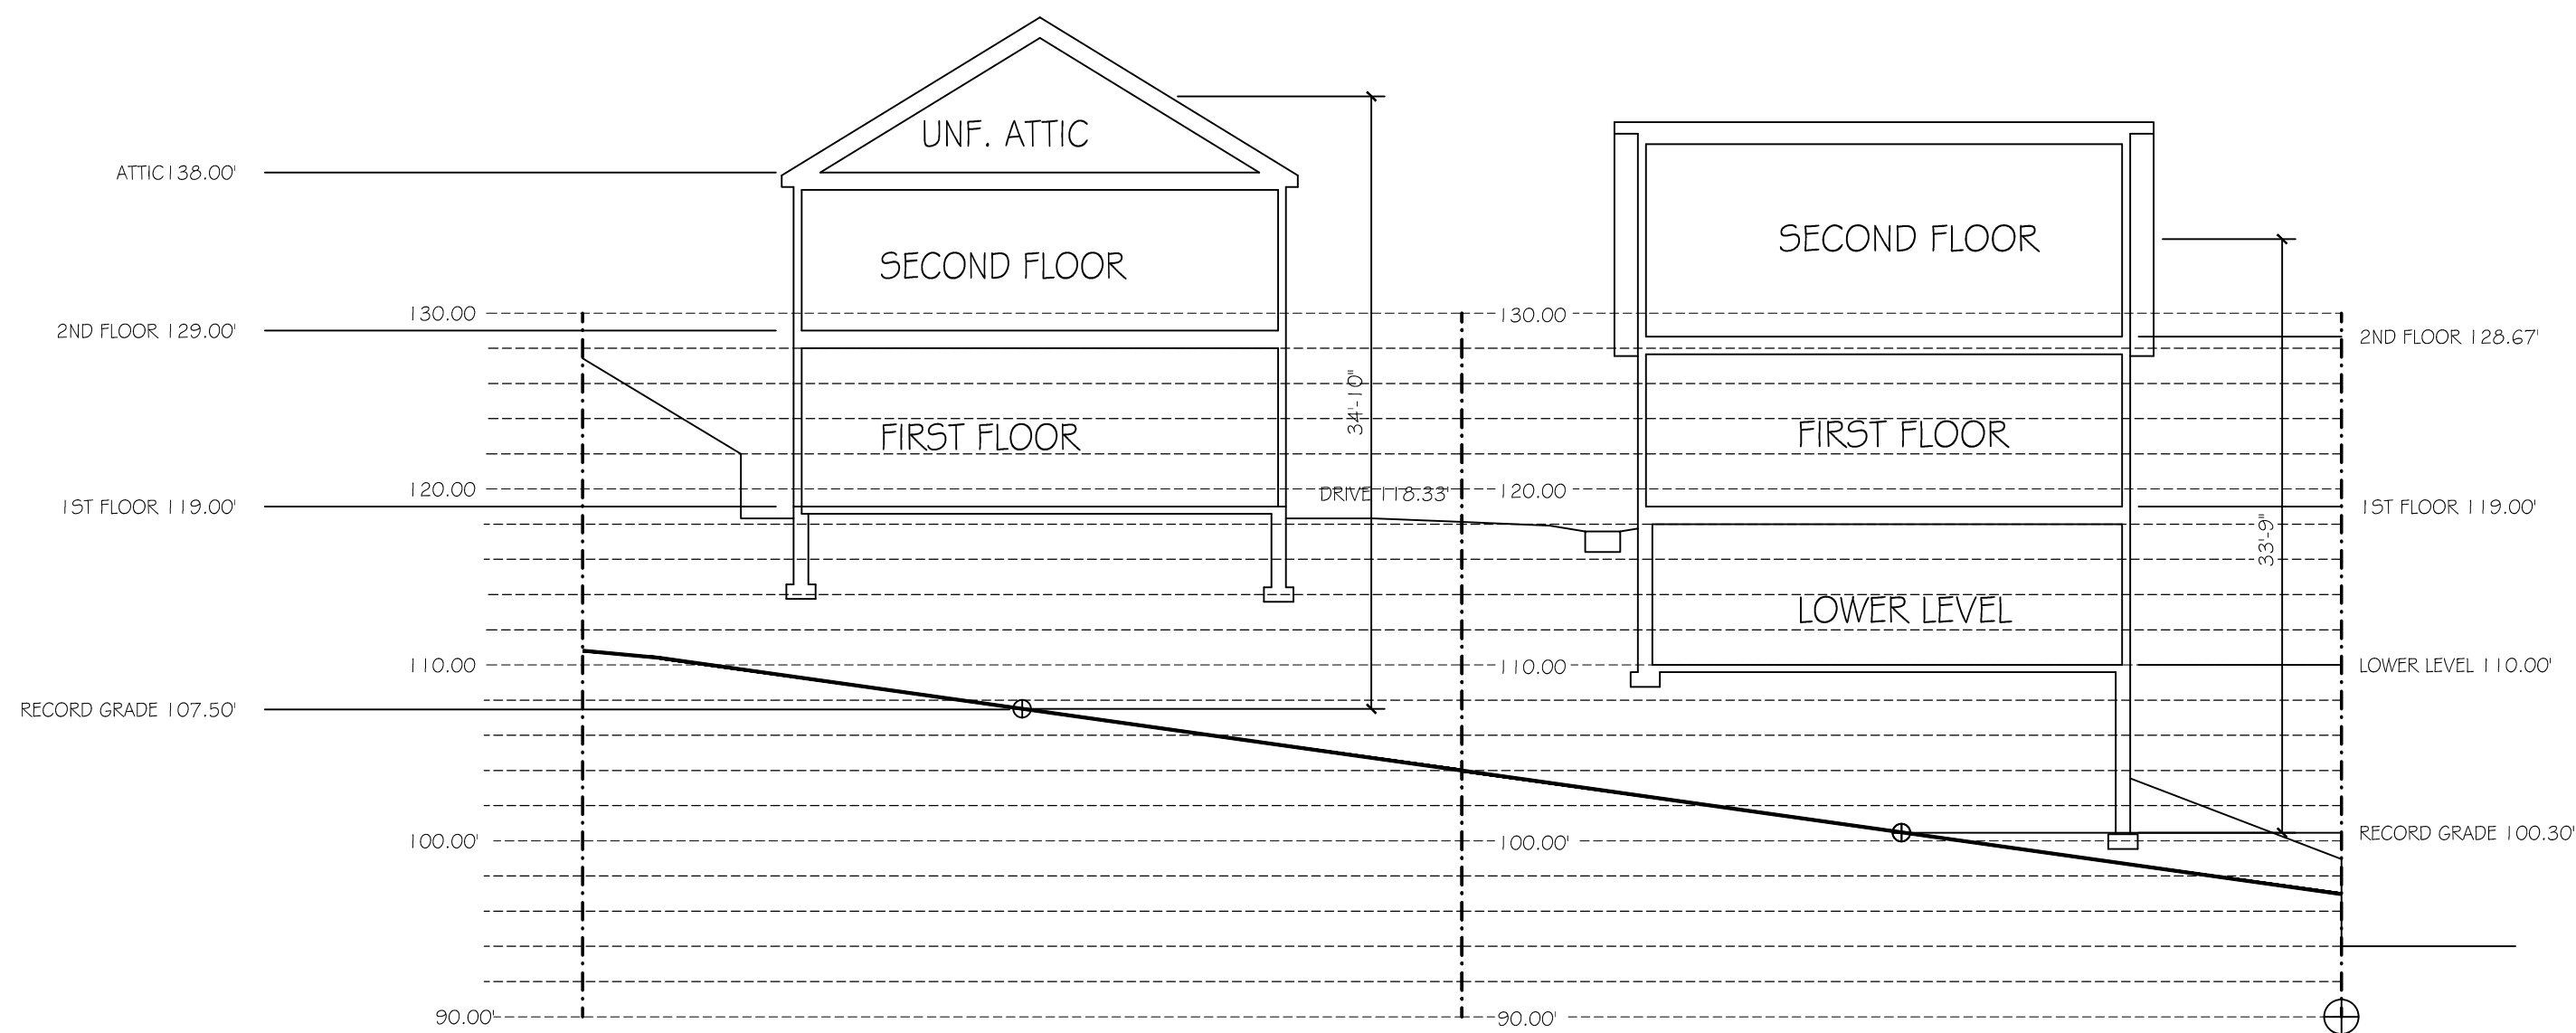 UNF. ATTIC
ATTIC 138.00'
SECOND FLOOR
SECOND FLOOR
130.00
130.00
2ND FLOOR 129.00'
2ND FLOOR 128.67'
34'-10"
FIRST FLOOR
FIRST FLOOR
120.00
DRIVE 118.33'
120.00
1ST FLOOR 119.00'
1ST FLOOR 119.00'
33'-9"
LOWER LEVEL
110.00
110.00
LOWER LEVEL 110.00'
RECORD GRADE 107.50'
100.00'
100.00'
RECORD GRADE 100.30'
90.00'
90.00'